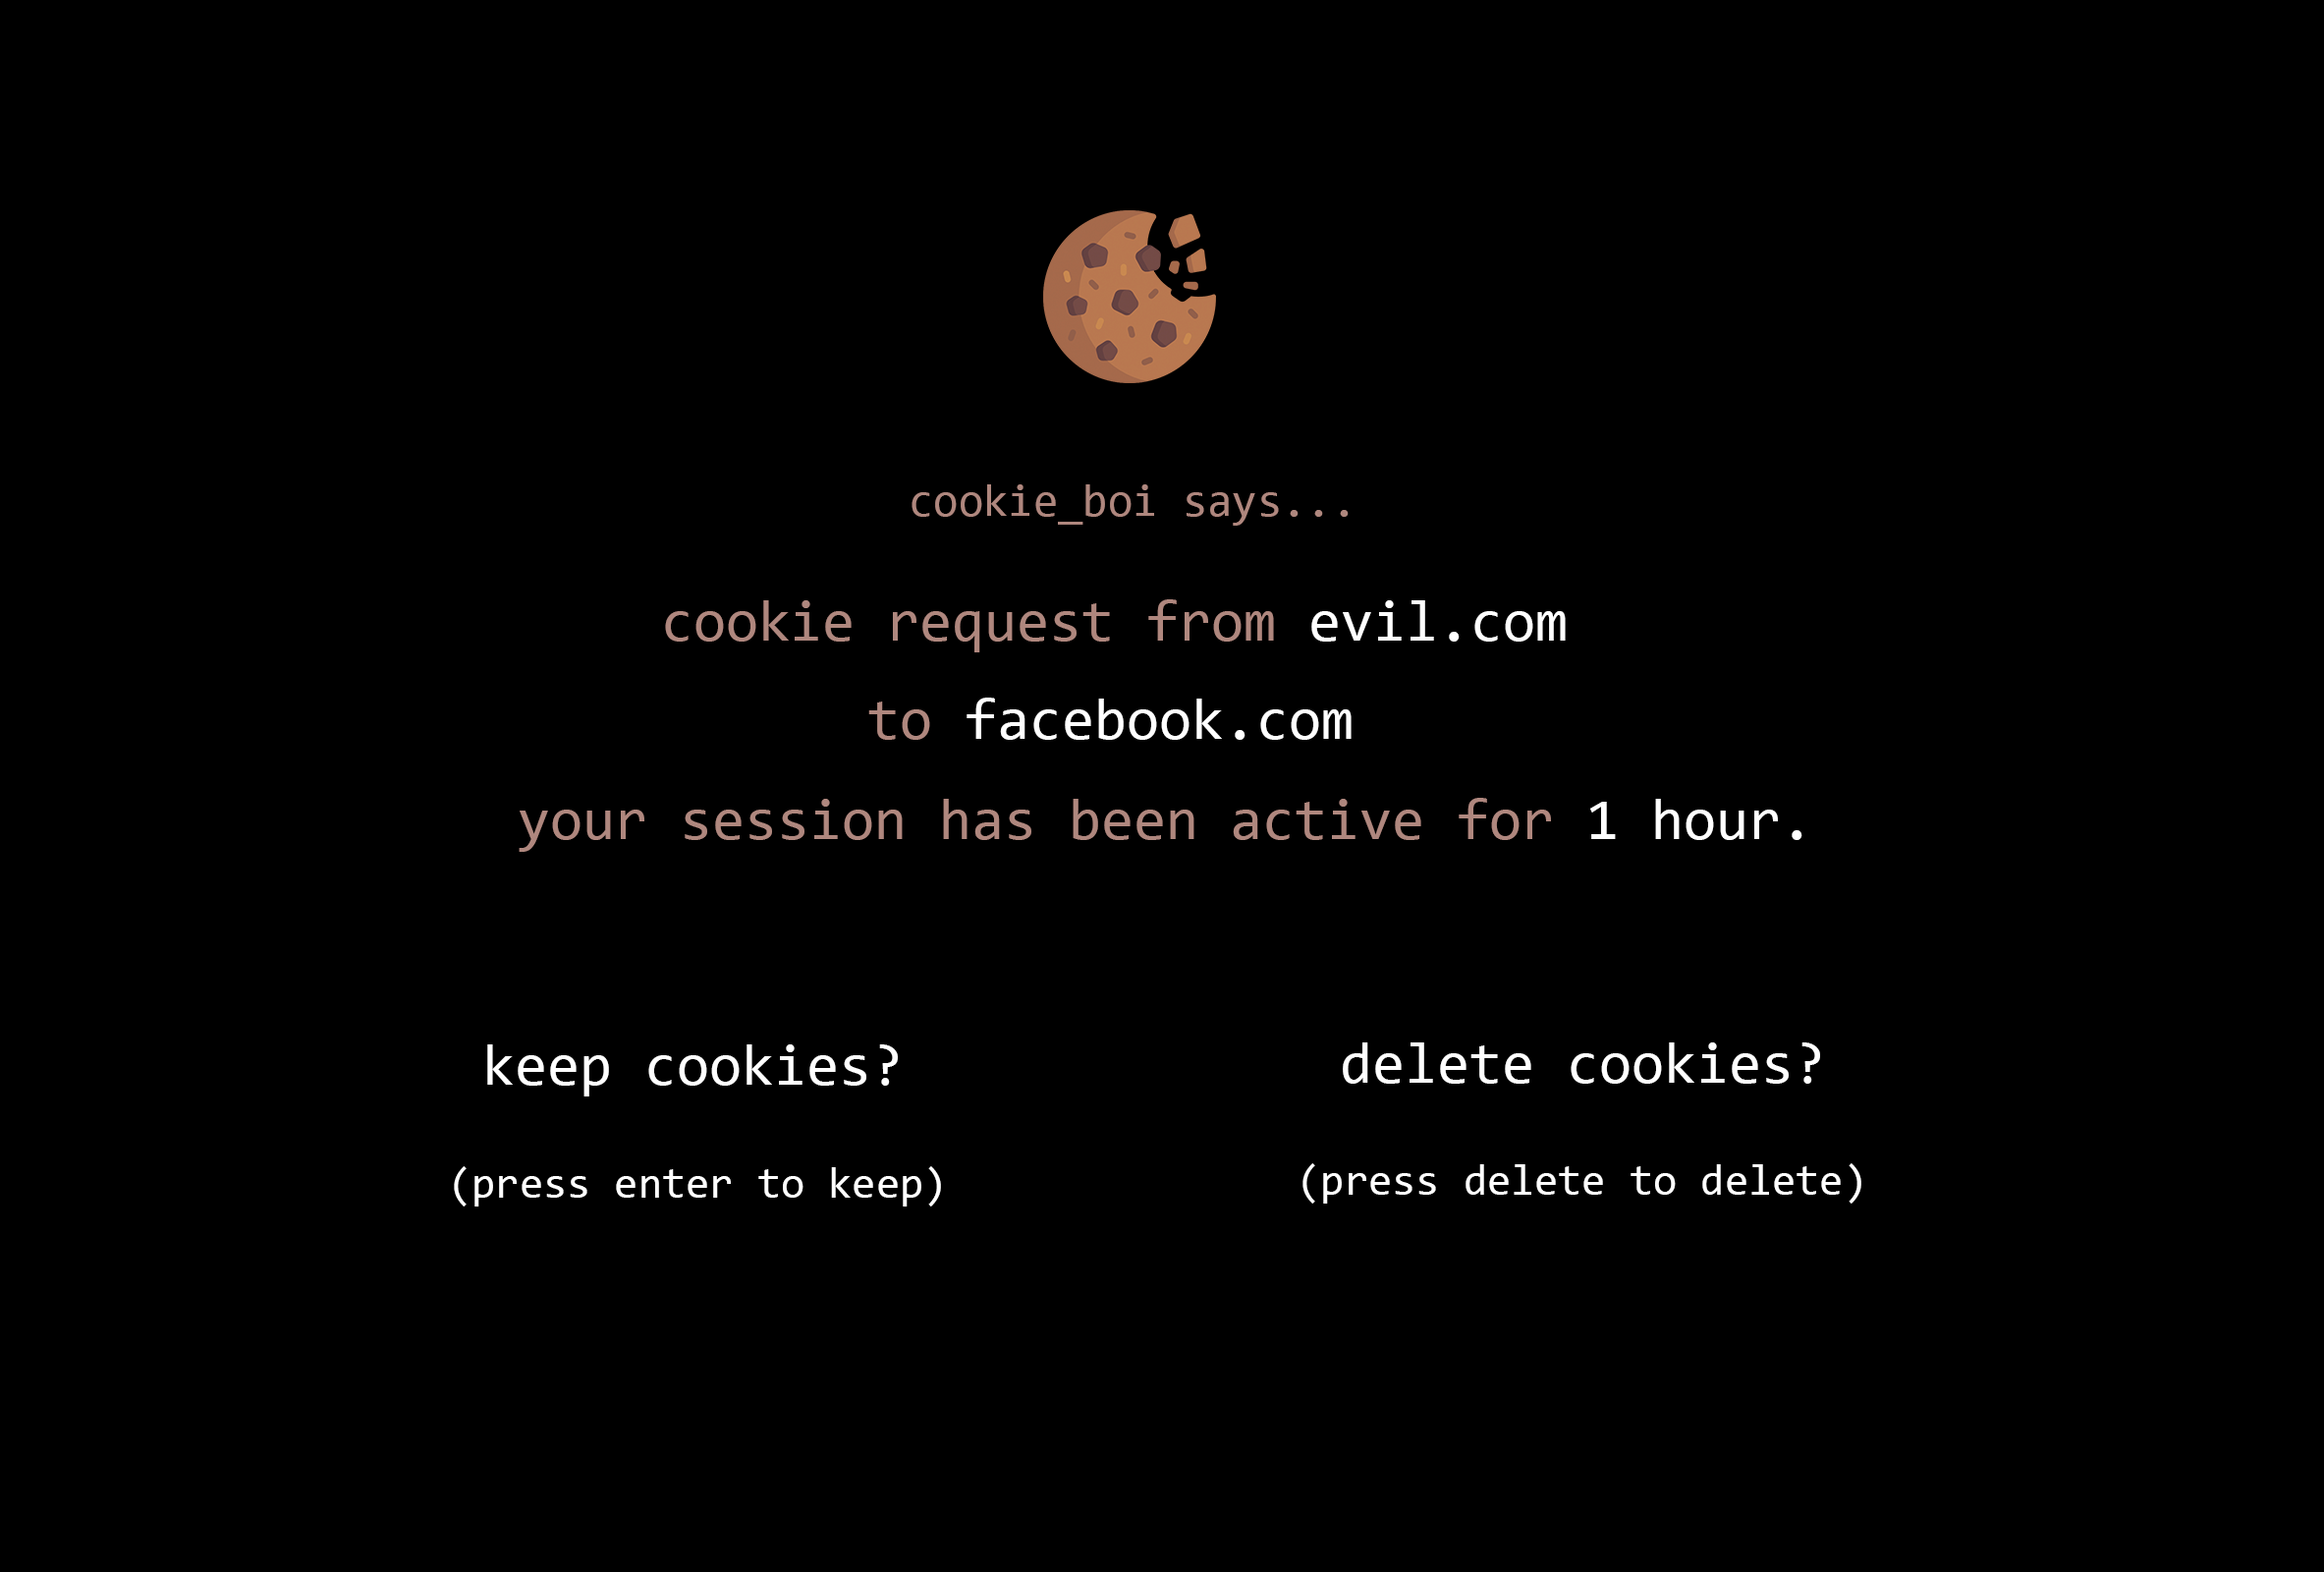 cookie_boi says...
cookie request from evil.com
to facebook.com
your session has been active for 1 hour.
keep cookies?
delete cookies?
(press enter to keep)
(press delete to delete)